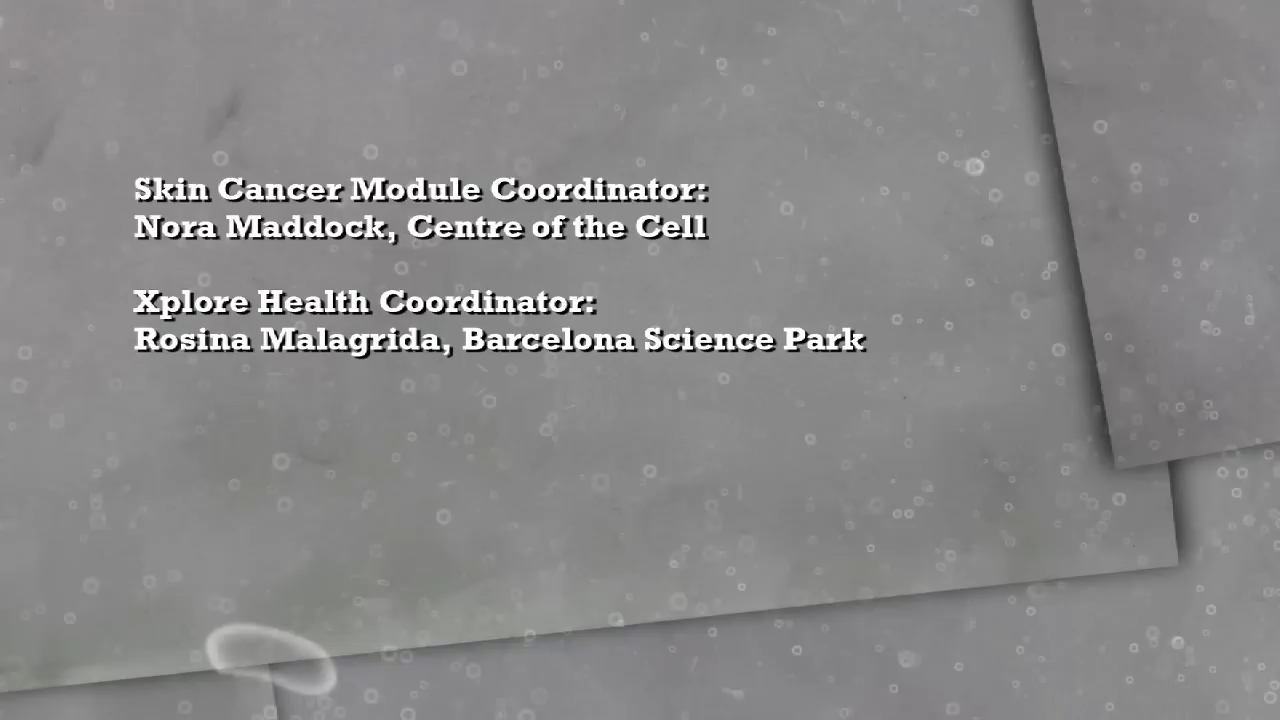 Skin Cancer Module Coordinator:
Nora Maddock, Centre of the Cell
Xplore Health Coordinator:
Rosina Malagrida, Barcelona Science Park